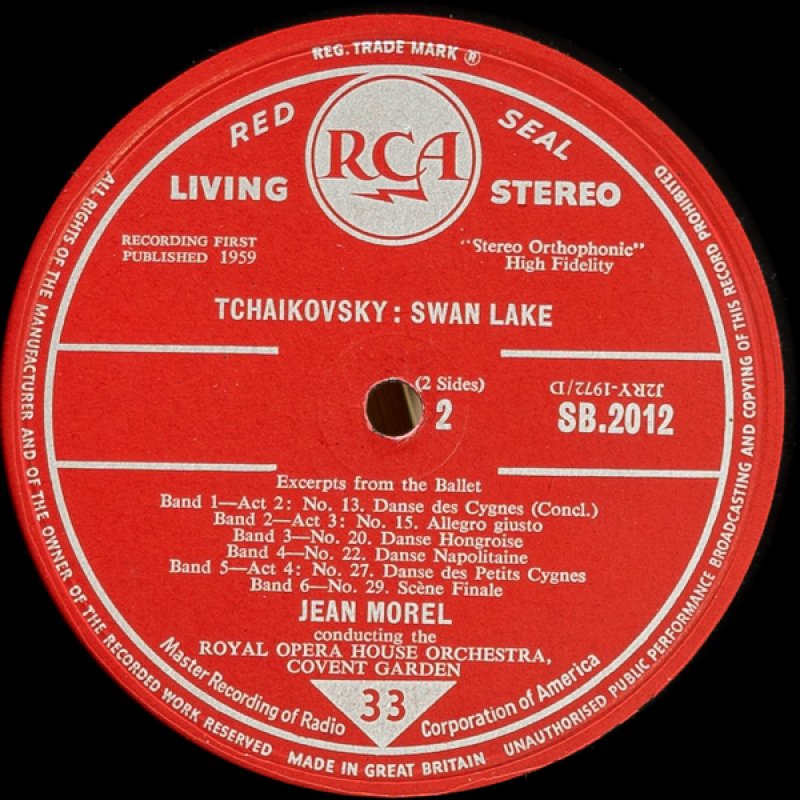 REG. TRADE MARK ®
RED SEAL
RCA
LIVING STEREO
RECORDING FIRST
PUBLISHED 1959
"Stereo Orthophonic"
High Fidelity
TCHAIKOVSKY: SWAN LAKE
(2 Sides)
2
J2RY-1972/D
SB.2012
Excerpts from the Ballet
Band 1—Act 2: No. 13. Danse des Cygnes (Concl.)
Band 2—Act 3: No. 15. Allegro giusto
Band 3—No. 20. Danse Hongroise
Band 4—No. 22. Danse Napolitaine
Band 5—Act 4: No. 27. Danse des Petits Cygnes
Band 6—No. 29. Scène Finale
JEAN MOREL
conducting the
ROYAL OPERA HOUSE ORCHESTRA,
COVENT GARDEN
33
Master Recording of Radio Corporation of America
ALL RIGHTS OF THE MANUFACTURER AND OF THE OWNER OF THE RECORDED WORK RESERVED
MADE IN GREAT BRITAIN
UNAUTHORISED PUBLIC PERFORMANCE BROADCASTING AND COPYING OF THIS RECORD PROHIBITED